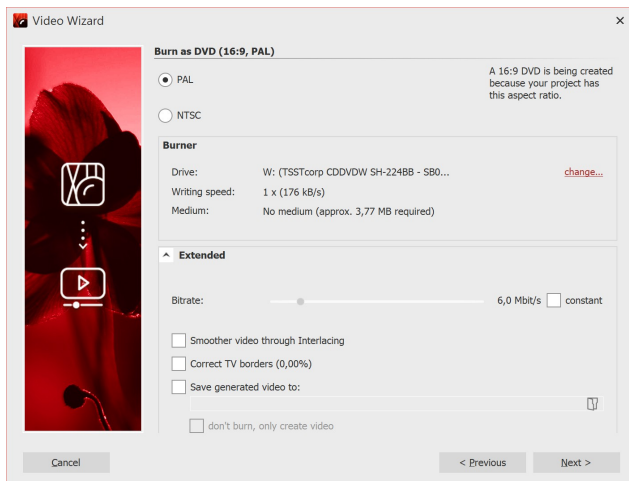 Video Wizard
Burn as DVD (16:9, PAL)
PAL
A 16:9 DVD is being created
because your project has
this aspect ratio.
NTSC
Burner
Drive: W: (TSSTcorp CDDVDW SH-224BB - SB0... change...
Writing speed: 1 x (176 kB/s)
Medium: No medium (approx. 3,77 MB required)
Extended
Bitrate: 6,0 Mbit/s constant
Smoother video through Interlacing
Correct TV borders (0,00%)
Save generated video to:
don't burn, only create video
Cancel < Previous Next >